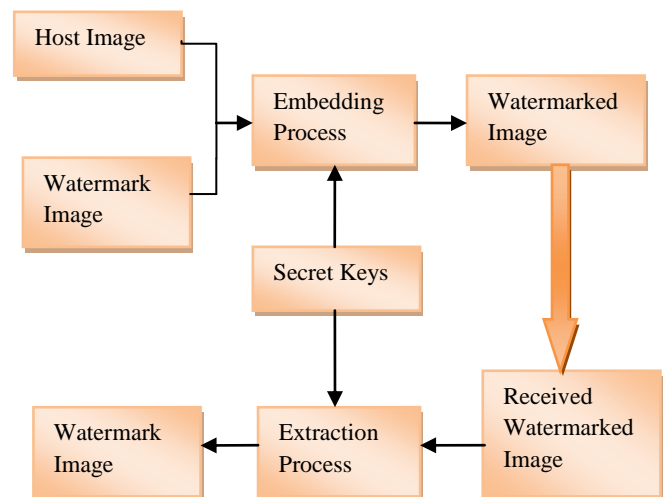 Host Image
Embedding
Process
Watermarked
Image
Watermark
Image
Secret Keys
Received
Watermarked
Image
Extraction
Process
Watermark
Image